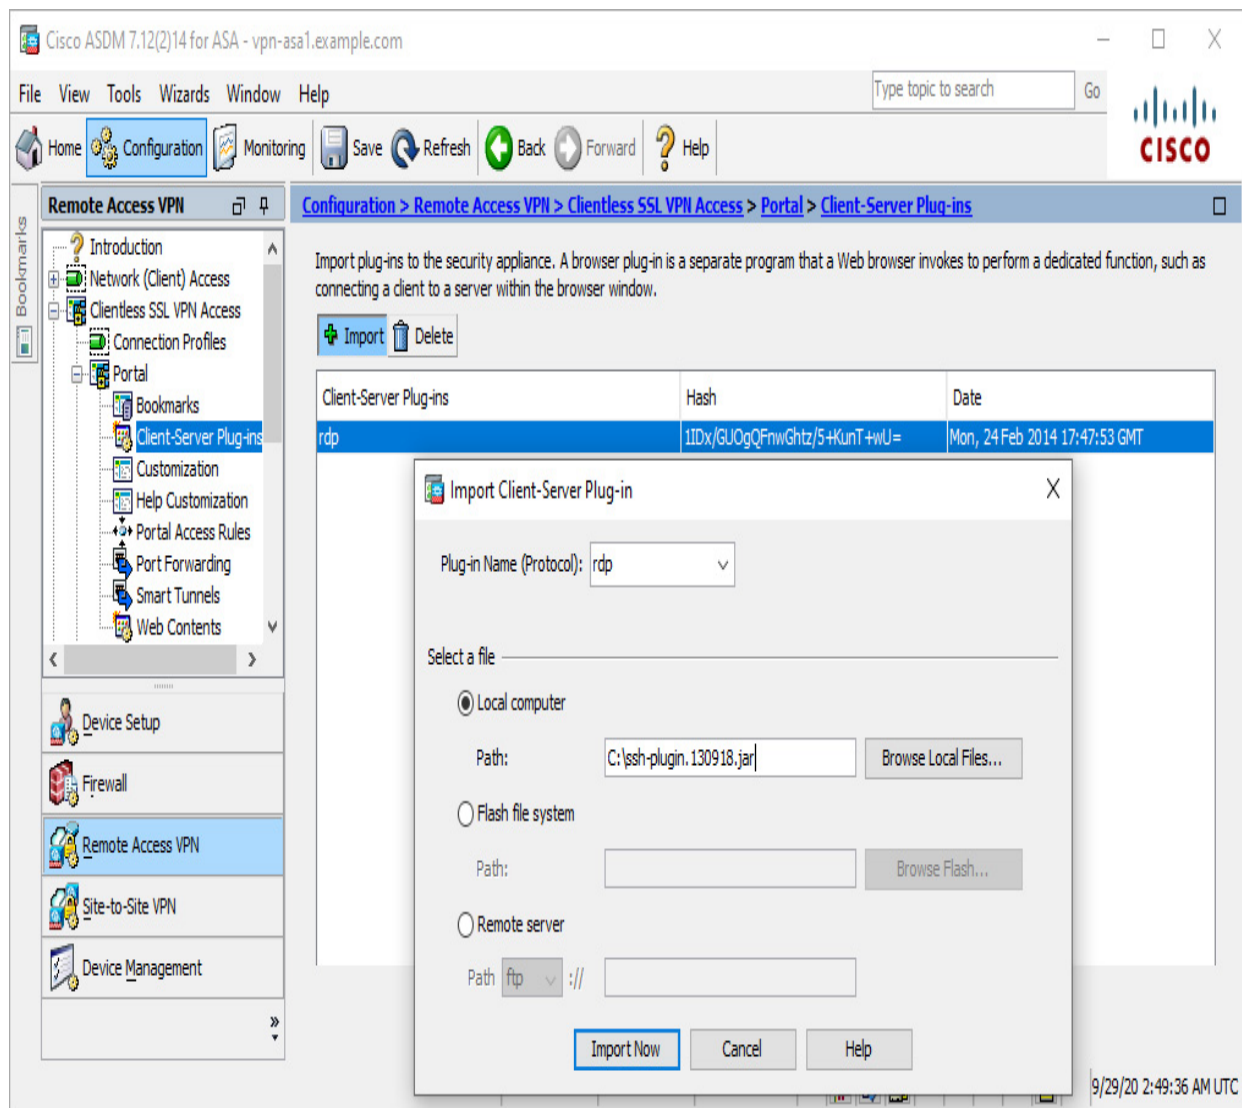 Cisco ASDM 7.12(2)14 for ASA - vpn-asa1.example.com
File View Tools Wizards Window Help
Type topic to search Go
Home Configuration Monitoring Save Refresh Back Forward Help
CISCO
Bookmarks
Remote Access VPN
Introduction
Network (Client) Access
Clientless SSL VPN Access
Connection Profiles
Portal
Bookmarks
Client-Server Plug-ins
Customization
Help Customization
Portal Access Rules
Port Forwarding
Smart Tunnels
Web Contents
Device Setup
Firewall
Remote Access VPN
Site-to-Site VPN
Device Management
Configuration > Remote Access VPN > Clientless SSL VPN Access > Portal > Client-Server Plug-ins
Import plug-ins to the security appliance. A browser plug-in is a separate program that a Web browser invokes to perform a dedicated function, such as
connecting a client to a server within the browser window.
Import Delete
Client-Server Plug-ins Hash Date
rdp 1IDx/GUOgQFnwGhtz/5+KunT+wU= Mon, 24 Feb 2014 17:47:53 GMT
Import Client-Server Plug-in
Plug-in Name (Protocol): rdp
Select a file
Local computer
Path: C:\ssh-plugin.130918.jar Browse Local Files...
Flash file system
Path: Browse Flash...
Remote server
Path ftp ://
Import Now Cancel Help
9/29/20 2:49:36 AM UTC